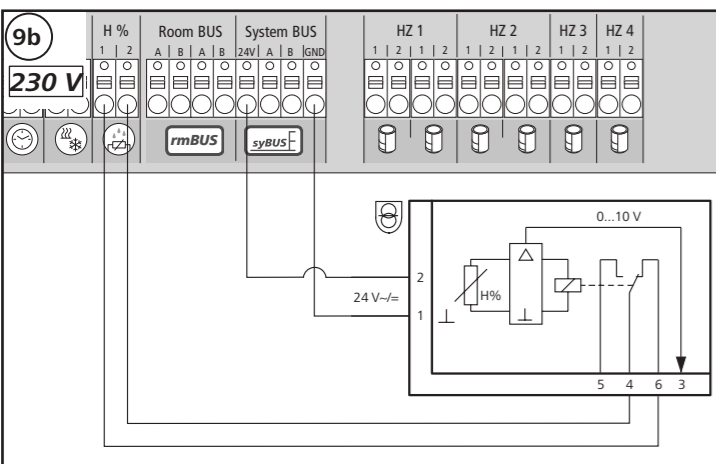 9b
230 V
H % Room BUS System BUS HZ 1 HZ 2 HZ 3 HZ 4
1 2 A B A B 24V A B GND 1 2 1 2 1 2 1 2 1 2 1 2
rmBUS syBUS
0...10 V
2
H%
24 V~/=
1
5 4 6 3